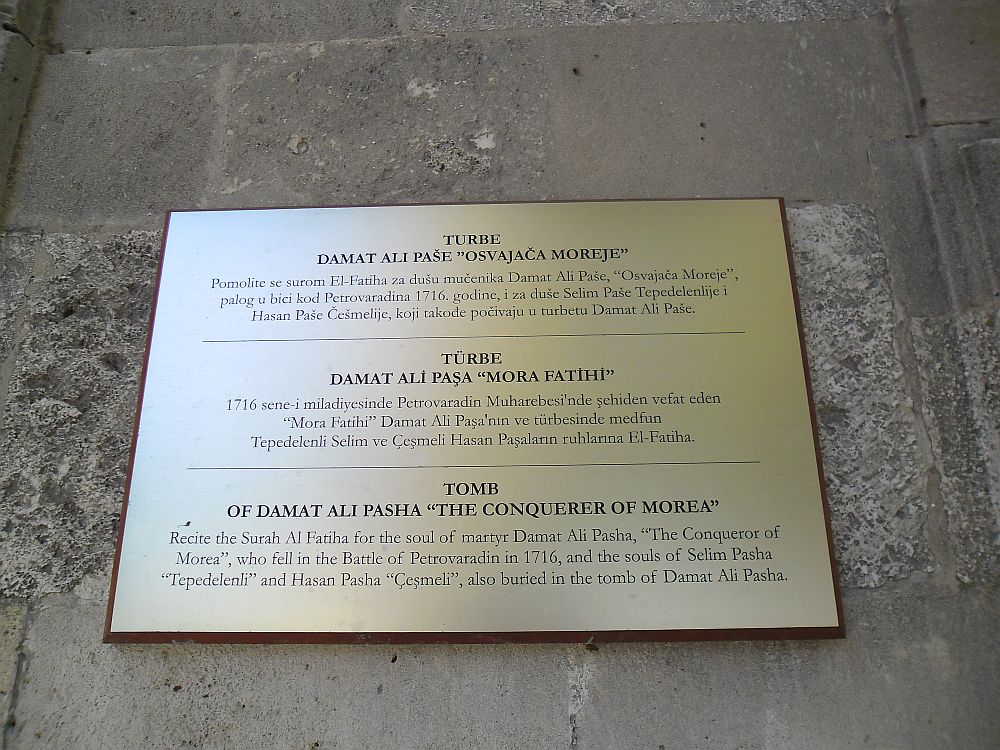 TURBE
DAMAT ALI PAŠE ”OSVAJAČA MOREJE”
Pomolite se surom El-Fatiha za dušu mučenika Damat Ali Paše, “Osvajača Moreje”,
palog u bici kod Petrovaradina 1716. godine, i za duše Selim Paše Tepedelenlije i
Hasan Paše Češmelije, koji takođe počivaju u turbetu Damat Ali Paše.
TÜRBE
DAMAT ALİ PAŞA “MORA FATİHİ”
1716 sene-i miladiyesinde Petrovaradin Muharebesi'nde şehiden vefat eden
“Mora Fatihi” Damat Ali Paşa'nın ve türbesinde medfun
Tepedelenli Selim ve Çeşmeli Hasan Paşaların ruhlarına El-Fatiha.
TOMB
OF DAMAT ALI PASHA “THE CONQUERER OF MOREA”
Recite the Surah Al Fatiha for the soul of martyr Damat Ali Pasha, “The Conqueror of
Morea”, who fell in the Battle of Petrovaradin in 1716, and the souls of Selim Pasha
“Tepedelenli” and Hasan Pasha “Çeşmeli”, also buried in the tomb of Damat Ali Pasha.